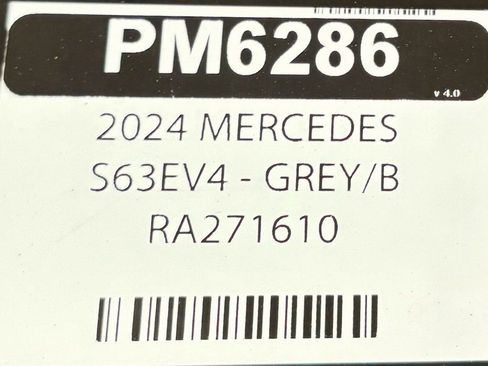 PM6286
v 4.0
2024 MERCEDES
S63EV4 - GREY/B
RA271610